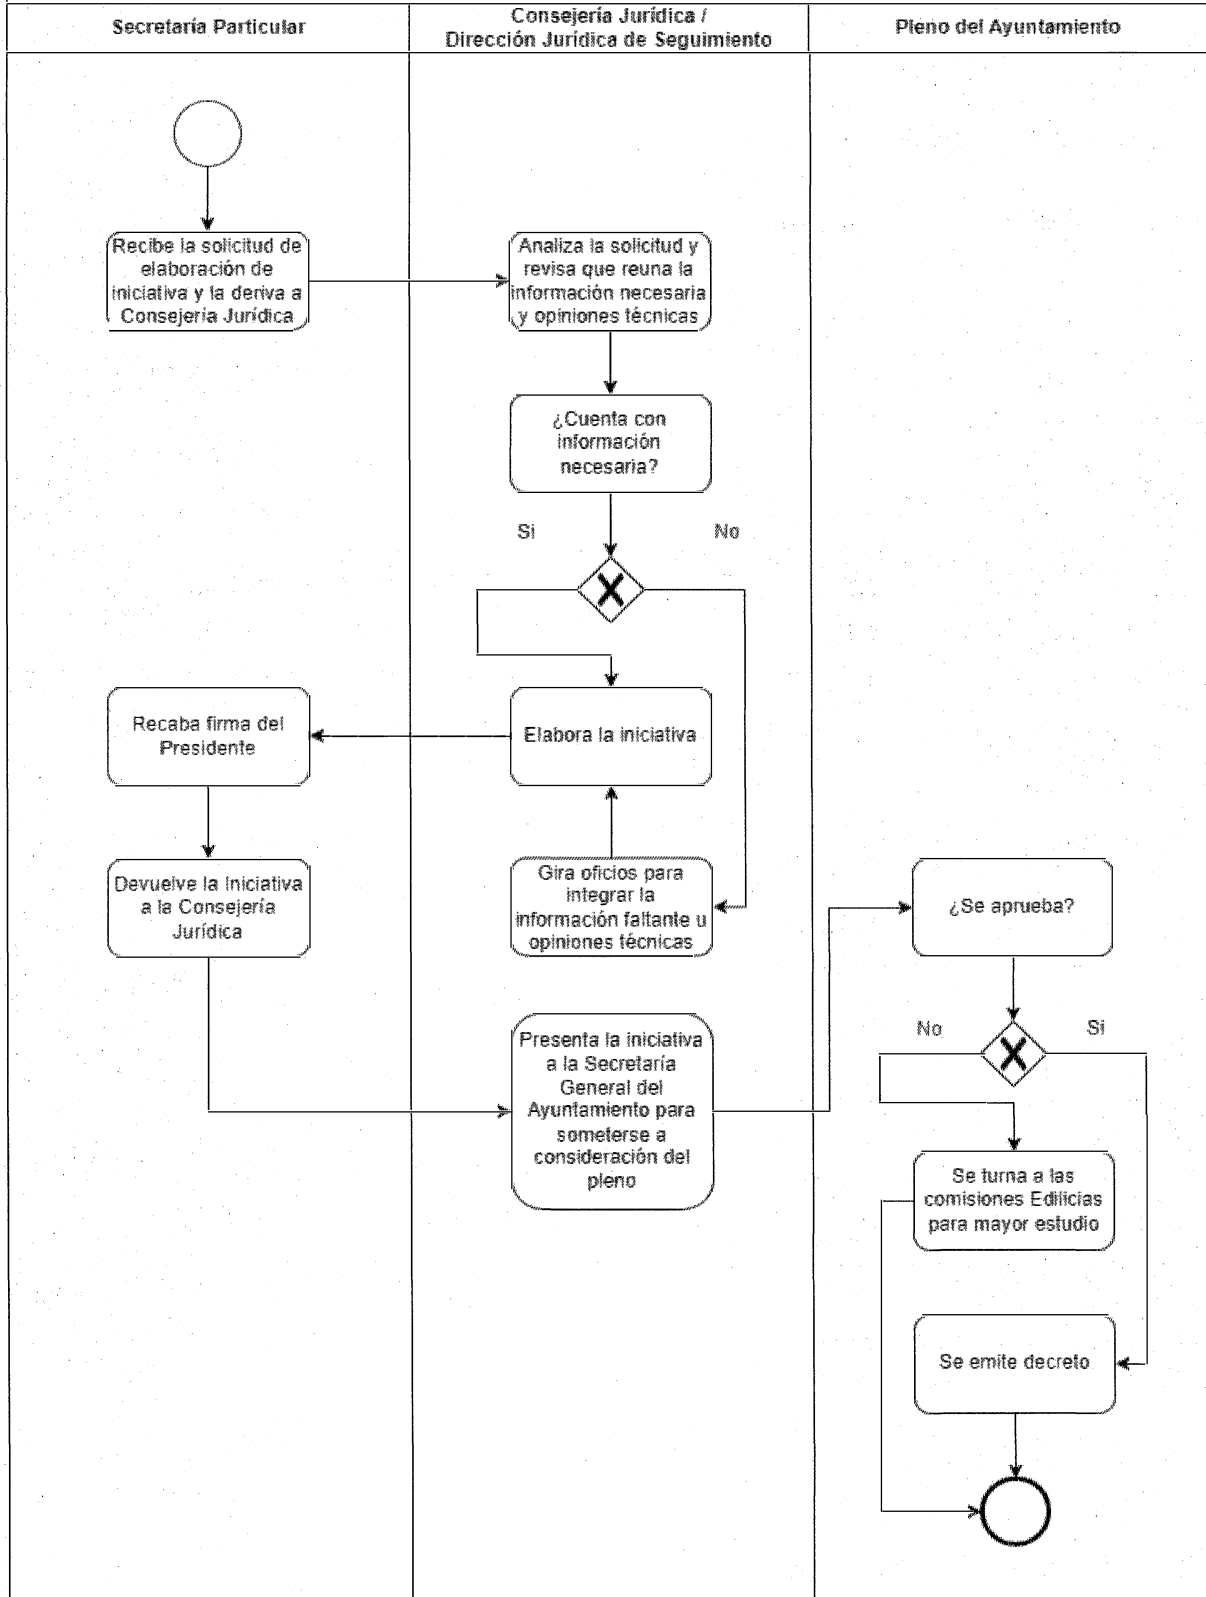 Secretaría Particular
Consejería Jurídica /
Dirección Jurídica de Seguimiento
Pleno del Ayuntamiento
Recibe la solicitud de
elaboración de
iniciativa y la deriva a
Consejería Jurídica
Analiza la solicitud y
revisa que reuna la
información necesaria
y opiniones técnicas
¿Cuenta con
información
necesaria?
Si
No
Recaba firma del
Presidente
Elabora la iniciativa
Devuelve la Iniciativa
a la Consejería
Jurídica
Gira oficios para
integrar la
información faltante u
opiniones técnicas
¿Se aprueba?
Presenta la iniciativa
a la Secretaría
General del
Ayuntamiento para
someterse a
consideración del
pleno
No
Si
Se turna a las
comisiones Edilicias
para mayor estudio
Se emite decreto